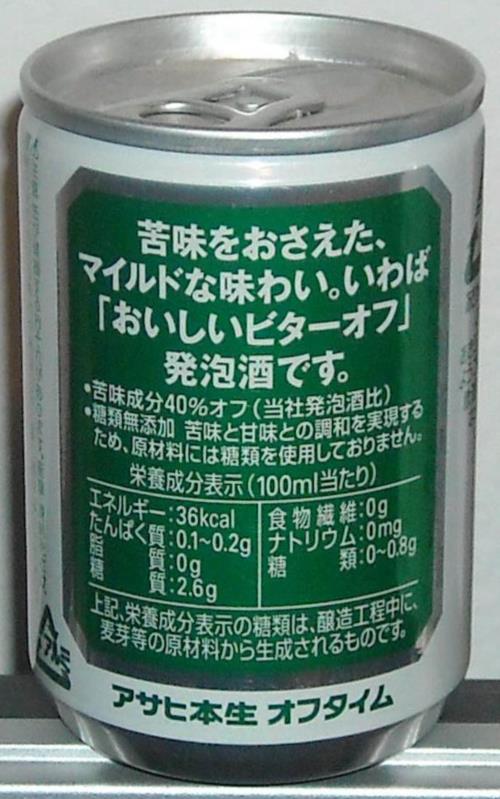 苦味をおさえた、
マイルドな味わい。いわば
「おいしいビターオフ」
発泡酒です。
•苦味成分40%オフ(当社発泡酒比)
•糖類無添加 苦味と甘味との調和を実現する
ため、原材料には糖類を使用しておりません。
栄養成分表示(100ml当たり)
エネルギー:36kcal
たんぱく質:0.1~0.2g
脂質:0g
糖質:2.6g
食物繊維:0g
ナトリウム:0mg
糖類:0~0.8g
上記、栄養成分表示の糖類は、醸造工程中に、
麦芽等の原材料から生成されるものです。
アルミ
アサヒ本生 オフタイム